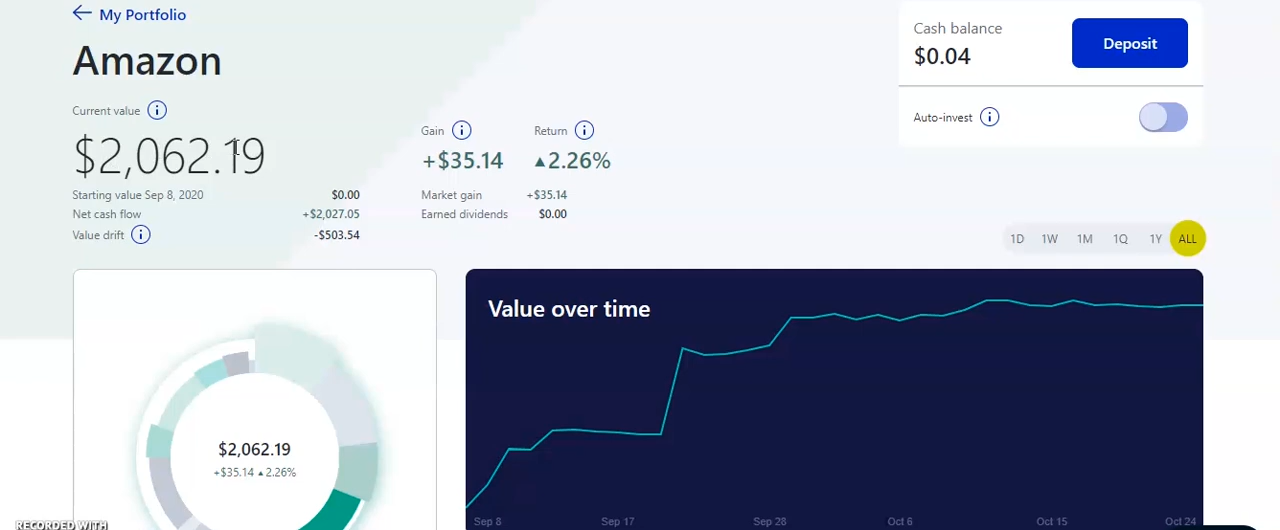 My Portfolio
Amazon
Current value
$2,062.19
Starting value Sep 8, 2020 $0.00
Net cash flow +$2,027.05
Value drift -$503.54
Gain Return
+$35.14 ▲2.26%
Market gain +$35.14
Earned dividends $0.00
Cash balance
$0.04
Deposit
Auto-invest
1D 1W 1M 1Q 1Y ALL
$2,062.19
+$35.14 ▲2.26%
Value over time
Sep 8 Sep 17 Sep 28 Oct 6 Oct 15 Oct 24
RECORDED WITH